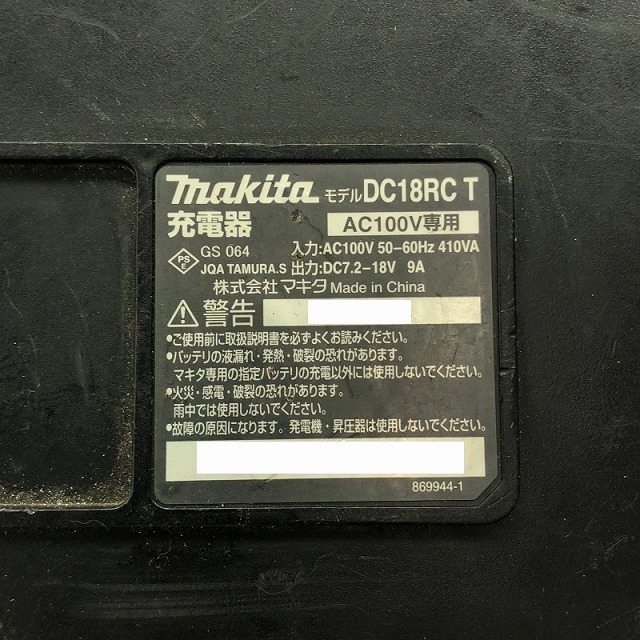 makita モデル DC18RC T
充電器 AC100V専用
PS E GS 064 入力:AC100V 50-60Hz 410VA
JQA TAMURA.S 出力:DC7.2-18V 9A
株式会社 マキタ Made in China
警告
•ご使用前に取扱説明書を必ずよくお読みください。
•バッテリの液漏れ・発熱・破裂の恐れがあります。
マキタ専用の指定バッテリの充電以外には使用しないでください。
•火災・感電・破裂の恐れがあります。
雨中では使用しないでください。
•故障の原因になります。発電機・昇圧器は使用しないでください。
869944-1